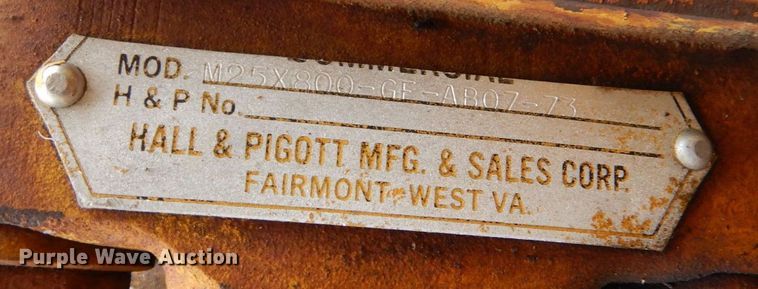 COMMERCIAL
MOD. M25X800-GE-AB07-73
H & P No.
HALL & PIGOTT MFG. & SALES CORP.
FAIRMONT-WEST VA.
Purple Wave Auction